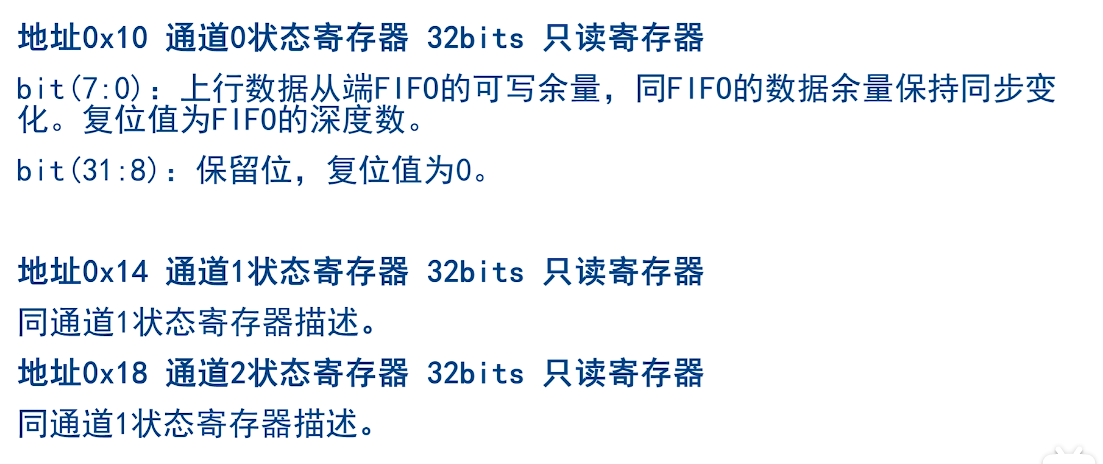 地址0x10 通道0状态寄存器 32bits 只读寄存器
bit(7:0)：上行数据从端FIFO的可写余量，同FIFO的数据余量保持同步变
化。复位值为FIFO的深度数。
bit(31:8)：保留位，复位值为0。
地址0x14 通道1状态寄存器 32bits 只读寄存器
同通道1状态寄存器描述。
地址0x18 通道2状态寄存器 32bits 只读寄存器
同通道1状态寄存器描述。